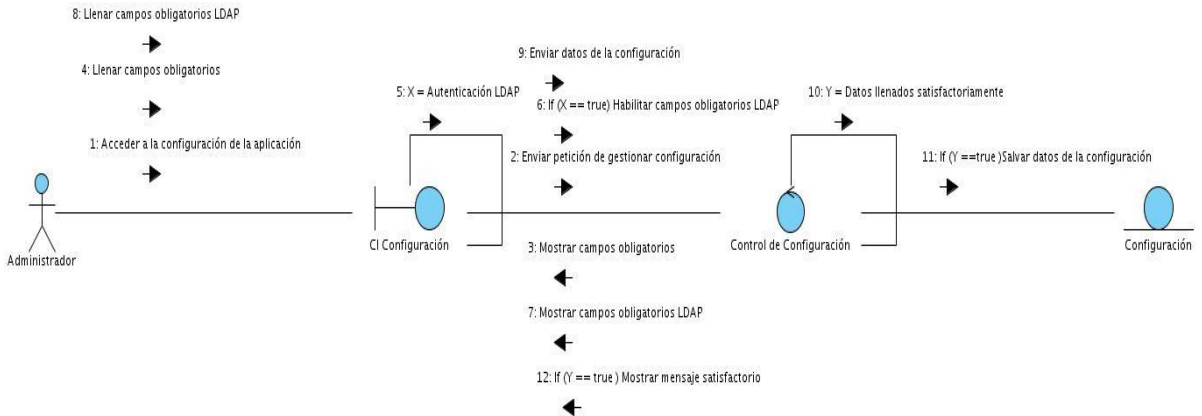 8: Llenar campos obligatorios LDAP
4: Llenar campos obligatorios
1: Acceder a la configuración de la aplicación
Administrador
5: X = Autenticación LDAP
CI Configuración
9: Enviar datos de la configuración
6: If (X == true) Habilitar campos obligatorios LDAP
2: Enviar petición de gestionar configuración
3: Mostrar campos obligatorios
7: Mostrar campos obligatorios LDAP
12: If (Y == true ) Mostrar mensaje satisfactorio
10: Y = Datos llenados satisfactoriamente
Control de Configuración
11: If (Y ==true )Salvar datos de la configuración
Configuración